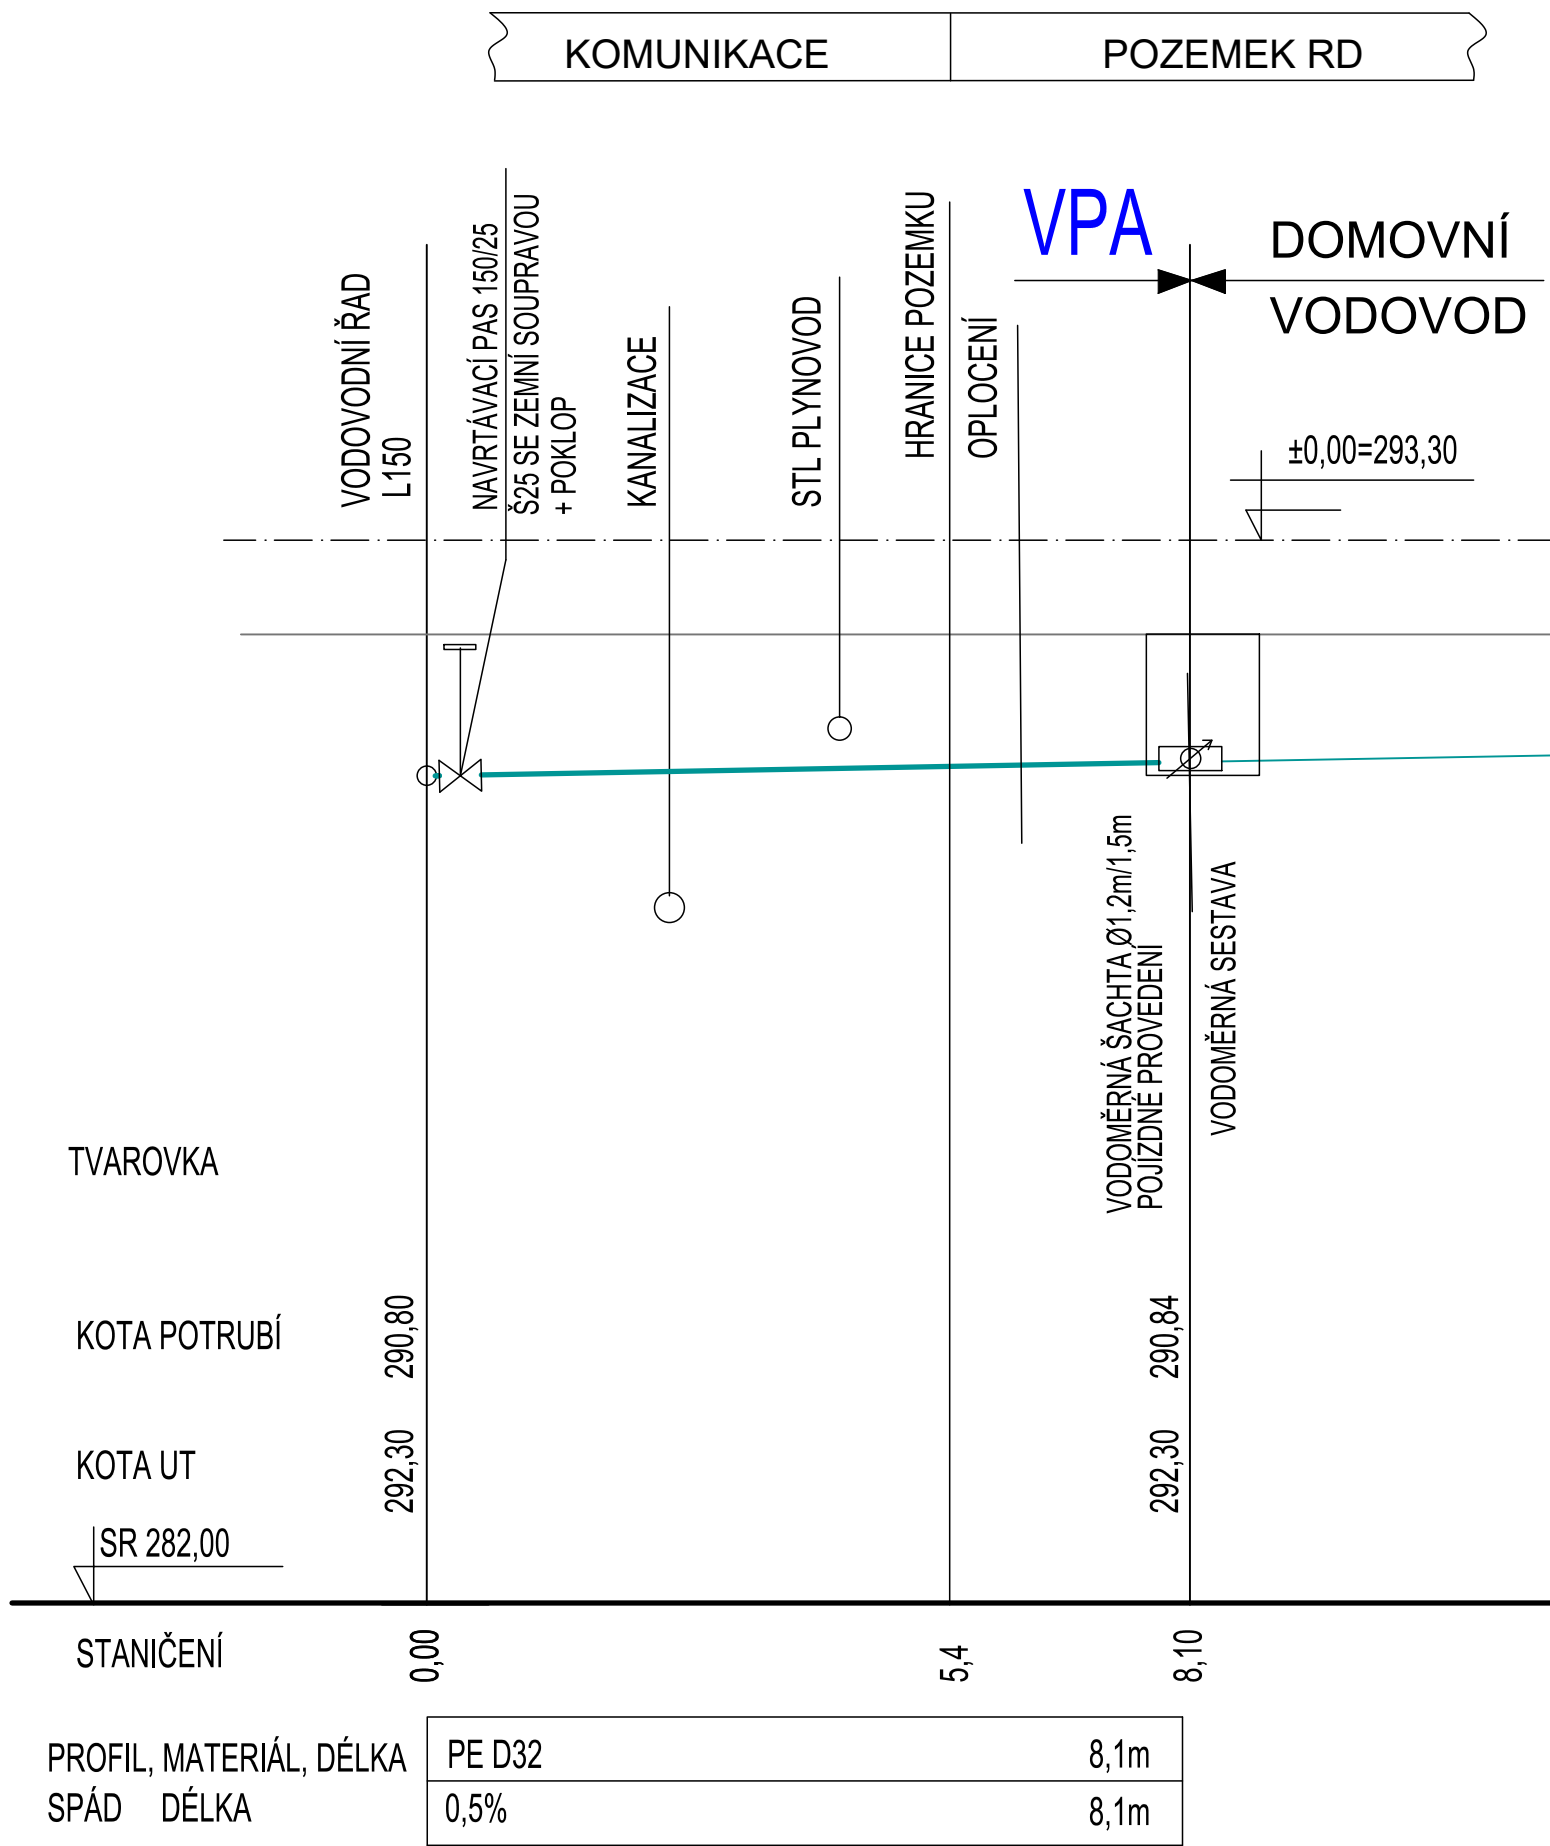 KOMUNIKACE
POZEMEK RD
VPA
DOMOVNÍ
VODOVOD
VODOVODNÍ ŘAD
L150
NAVRTÁVACÍ PAS 150/25
Š25 SE ZEMNÍ SOUPRAVOU
+ POKLOP
KANALIZACE
STL PLYNOVOD
HRANICE POZEMKU
OPLOCENÍ
±0,00=293,30
VODOMĚRNÁ ŠACHTA Ø1,2m/1,5m
POJÍZDNÉ PROVEDENÍ
VODOMĚRNÁ SESTAVA
TVAROVKA
KOTA POTRUBÍ
290,80
290,84
KOTA UT
292,30
292,30
SR 282,00
STANIČENÍ
0,00
5,4
8,10
PROFIL, MATERIÁL, DÉLKA
PE D32
8,1m
SPÁD DÉLKA
0,5%
8,1m